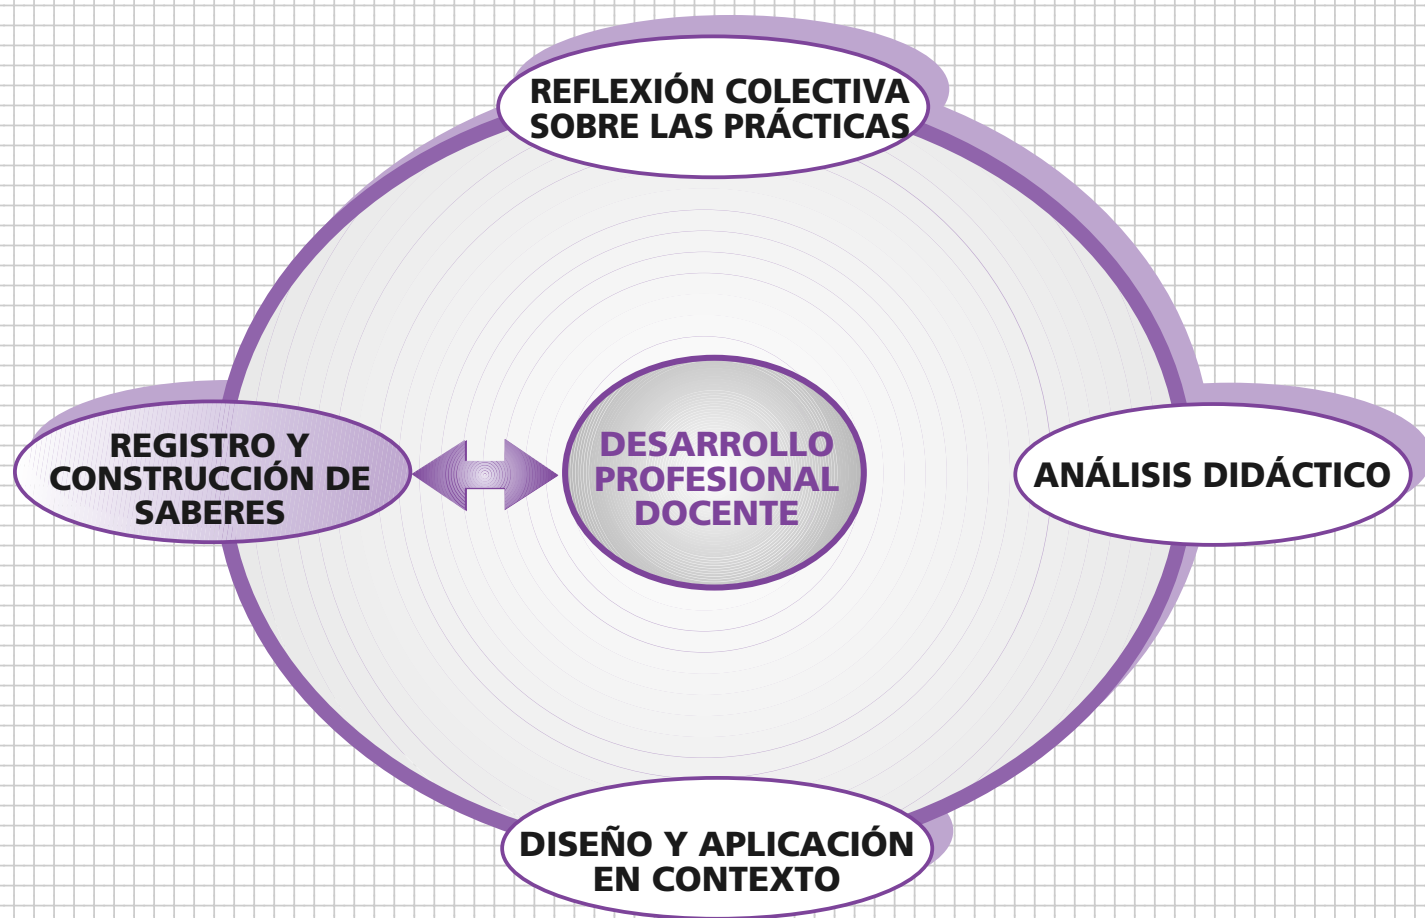 REFLEXIÓN COLECTIVA
SOBRE LAS PRÁCTICAS
REGISTRO Y
CONSTRUCCIÓN DE
SABERES
DESARROLLO
PROFESIONAL
DOCENTE
ANÁLISIS DIDÁCTICO
DISEÑO Y APLICACIÓN
EN CONTEXTO